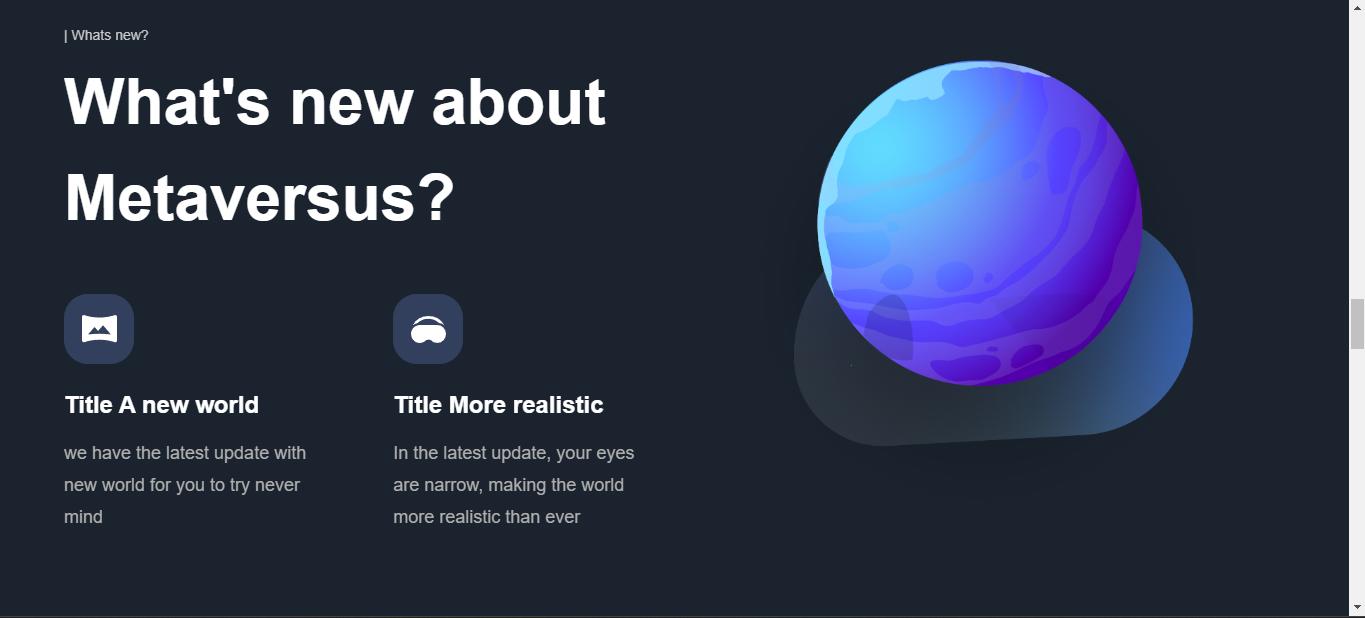 | Whats new?
What's new about
Metaversus?
Title A new world
we have the latest update with
new world for you to try never
mind
Title More realistic
In the latest update, your eyes
are narrow, making the world
more realistic than ever